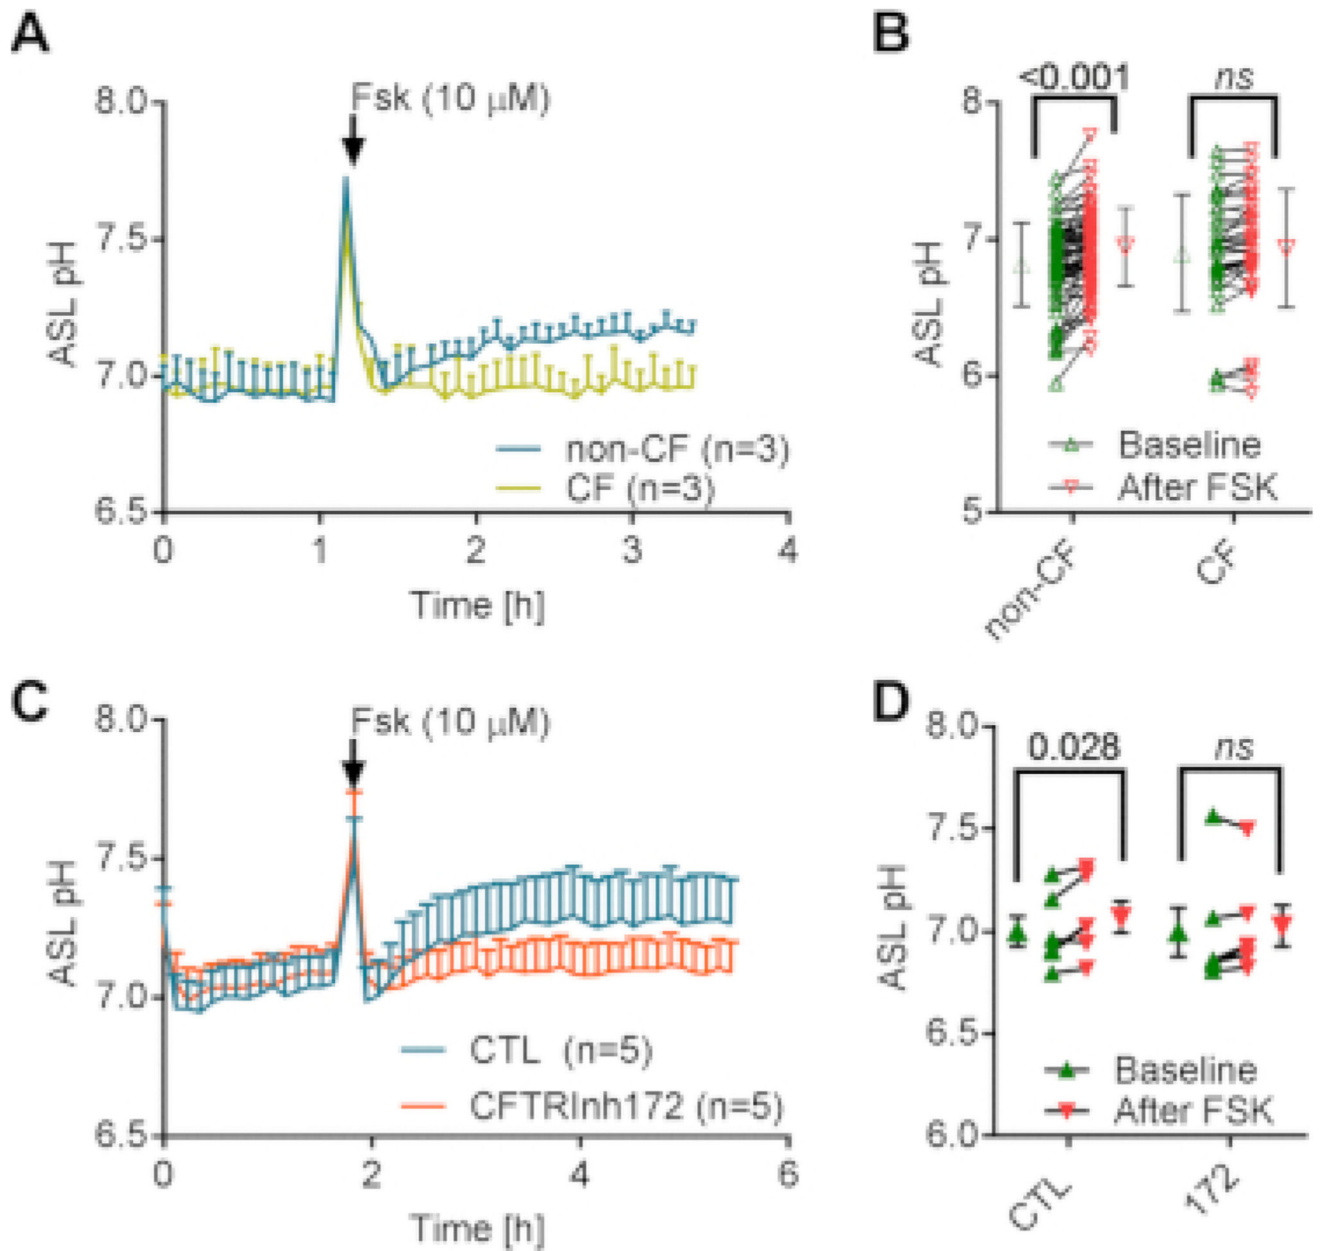 A
Fsk (10 μM)
8.0
7.5
7.0
6.5
ASL pH
non-CF (n=3)
CF (n=3)
0 1 2 3 4
Time [h]
B
<0.001 ns
8
7
6
5
ASL pH
Baseline
After FSK
non-CF CF
C
Fsk (10 μM)
8.0
7.5
7.0
6.5
ASL pH
CTL (n=5)
CFTRInh172 (n=5)
0 2 4 6
Time [h]
D
0.028 ns
8.0
7.5
7.0
6.5
6.0
ASL pH
Baseline
After FSK
CTL 172